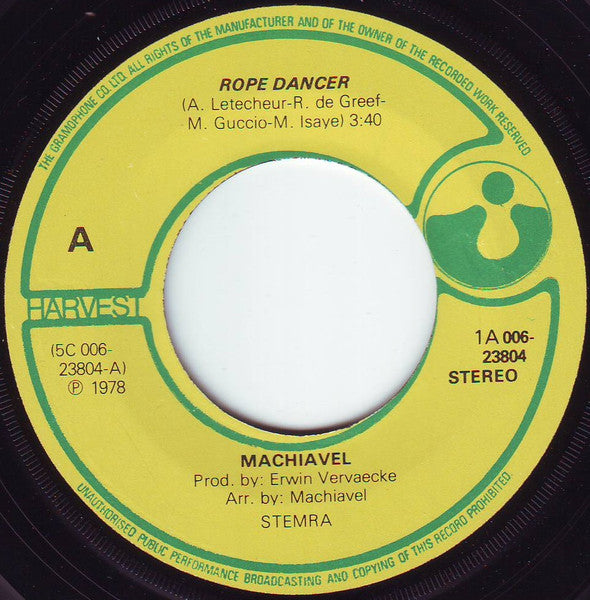 THE GRAMOPHONE CO. LTD. ALL RIGHTS OF THE MANUFACTURER AND OF THE OWNER OF THE RECORDED WORK RESERVED
ROPE DANCER
(A. Letecheur-R. de Greef-
M. Guccio-M. Isaye) 3:40
A
HARVEST
(5C 006-
23804-A)
℗ 1978
1A 006-
23804
STEREO
MACHIAVEL
Prod. by: Erwin Vervaecke
Arr. by: Machiavel
STEMRA
UNAUTHORISED PUBLIC PERFORMANCE BROADCASTING AND COPYING OF THIS RECORD PROHIBITED.